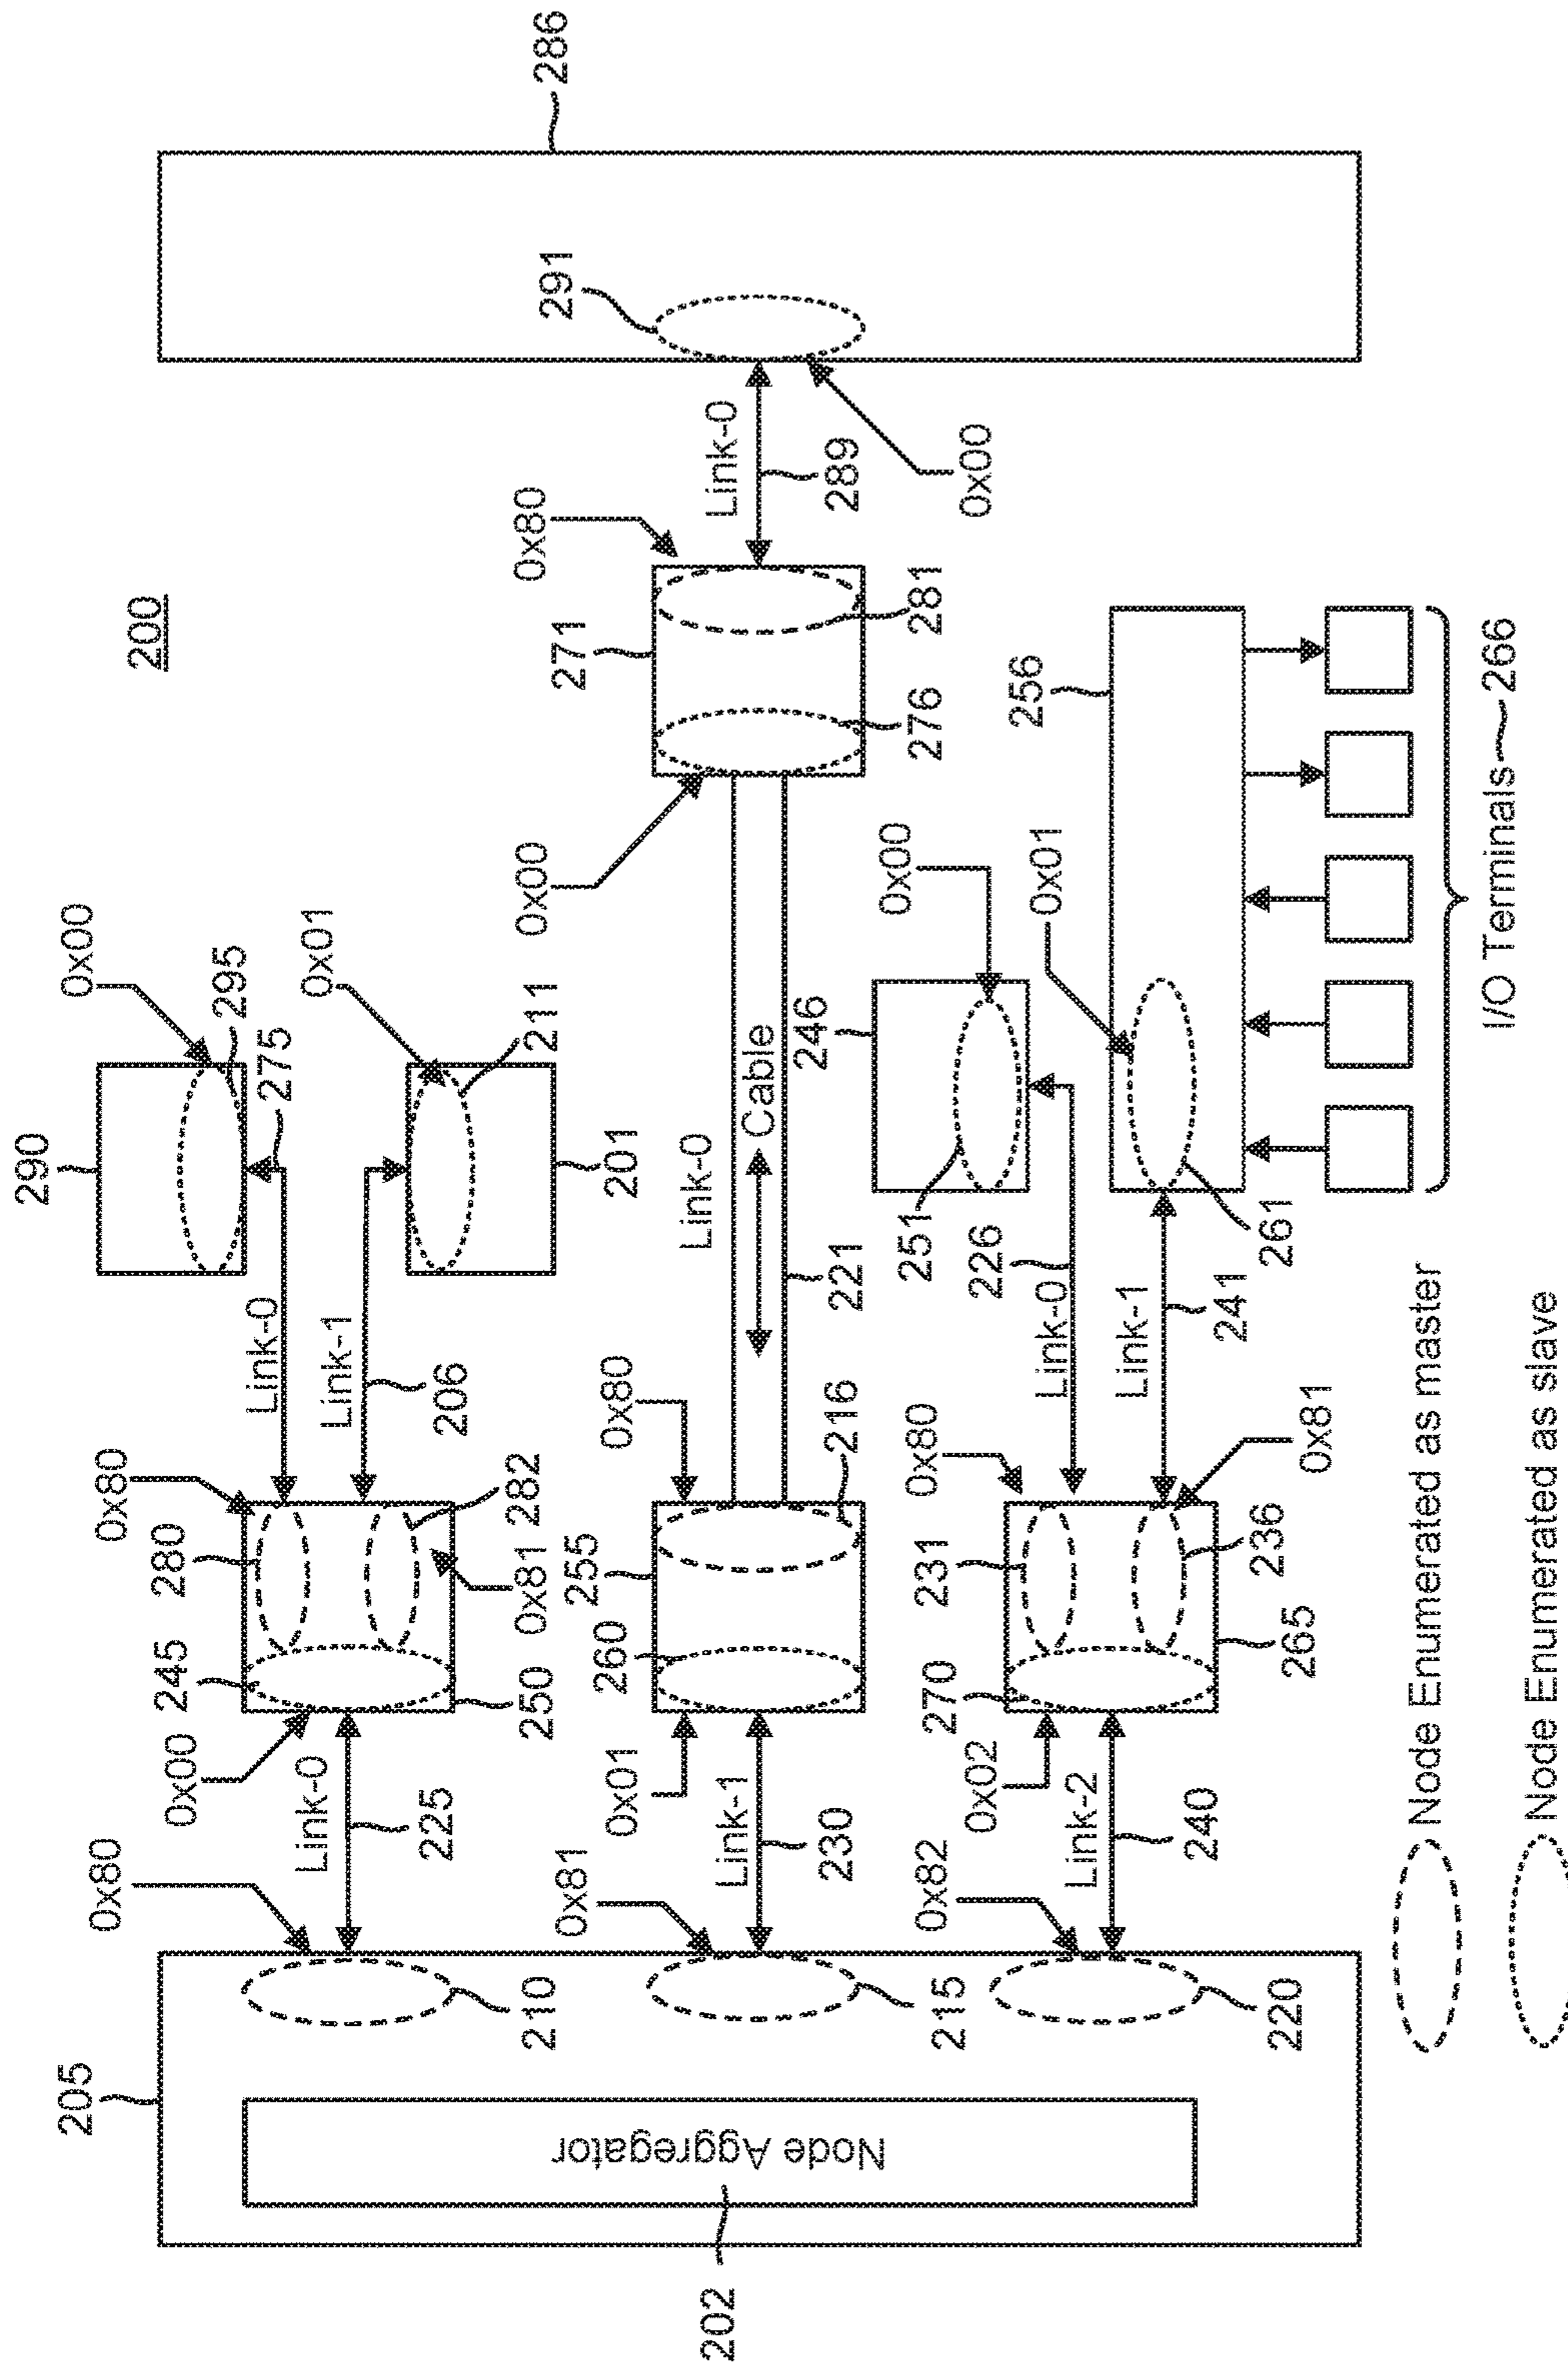 200
205
202
Node Aggregator
0x80
210
0x81
215
0x82
220
Link-0
225
Link-1
230
Link-2
240
0x00
245
250
280
0x80
282
0x81
0x01
260
255
0x80
216
0x02
270
265
231
0x80
236
0x81
Link-0
275
Link-1
206
290
295
0x00
201
211
0x01
Link-0
Cable
221
Link-0
226
Link-1
241
246
251
0x00
256
261
0x01
I/O Terminals 266
271
276
0x00
281
0x80
Link-0
289
0x00
291
286
Node Enumerated as master
Node Enumerated as slave